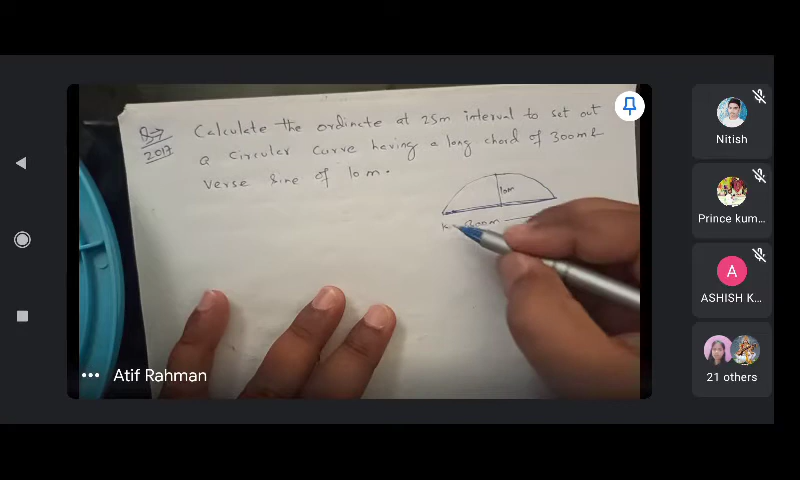 Q→ Calculate the ordinate at 25m interval to set out
2017 a circular curve having a long chord of 300m &
verse sine of 10m.
10m
300m
Atif Rahman
Nitish
Prince kum...
A
ASHISH K...
21 others